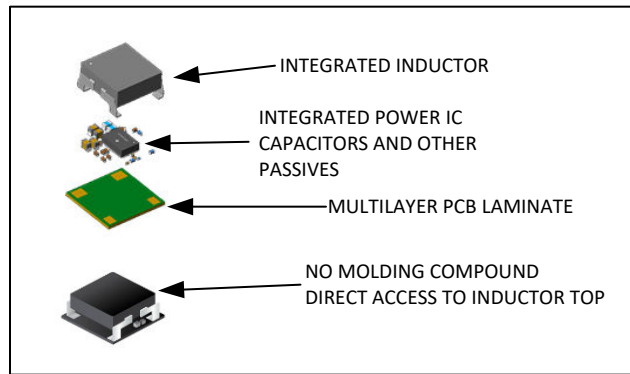 INTEGRATED INDUCTOR
INTEGRATED POWER IC
CAPACITORS AND OTHER
PASSIVES
MULTILAYER PCB LAMINATE
NO MOLDING COMPOUND
DIRECT ACCESS TO INDUCTOR TOP